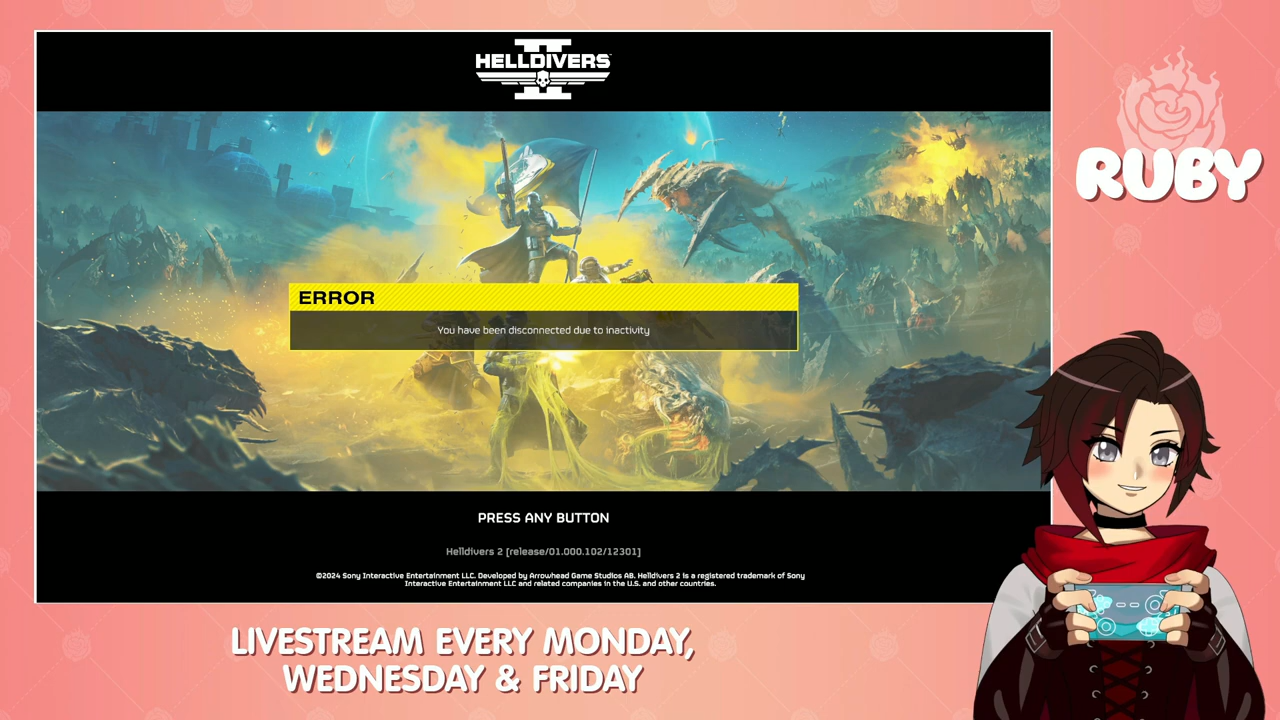 II
HELLDIVERS
RUBY
ERROR
You have been disconnected due to inactivity
PRESS ANY BUTTON
Helldivers 2 [release/01.000.102/12301]
©2024 Sony Interactive Entertainment LLC. Developed by Arrowhead Game Studios AB. Helldivers 2 is a registered trademark of Sony
Interactive Entertainment LLC and related companies in the U.S. and other countries.
LIVESTREAM EVERY MONDAY,
WEDNESDAY & FRIDAY